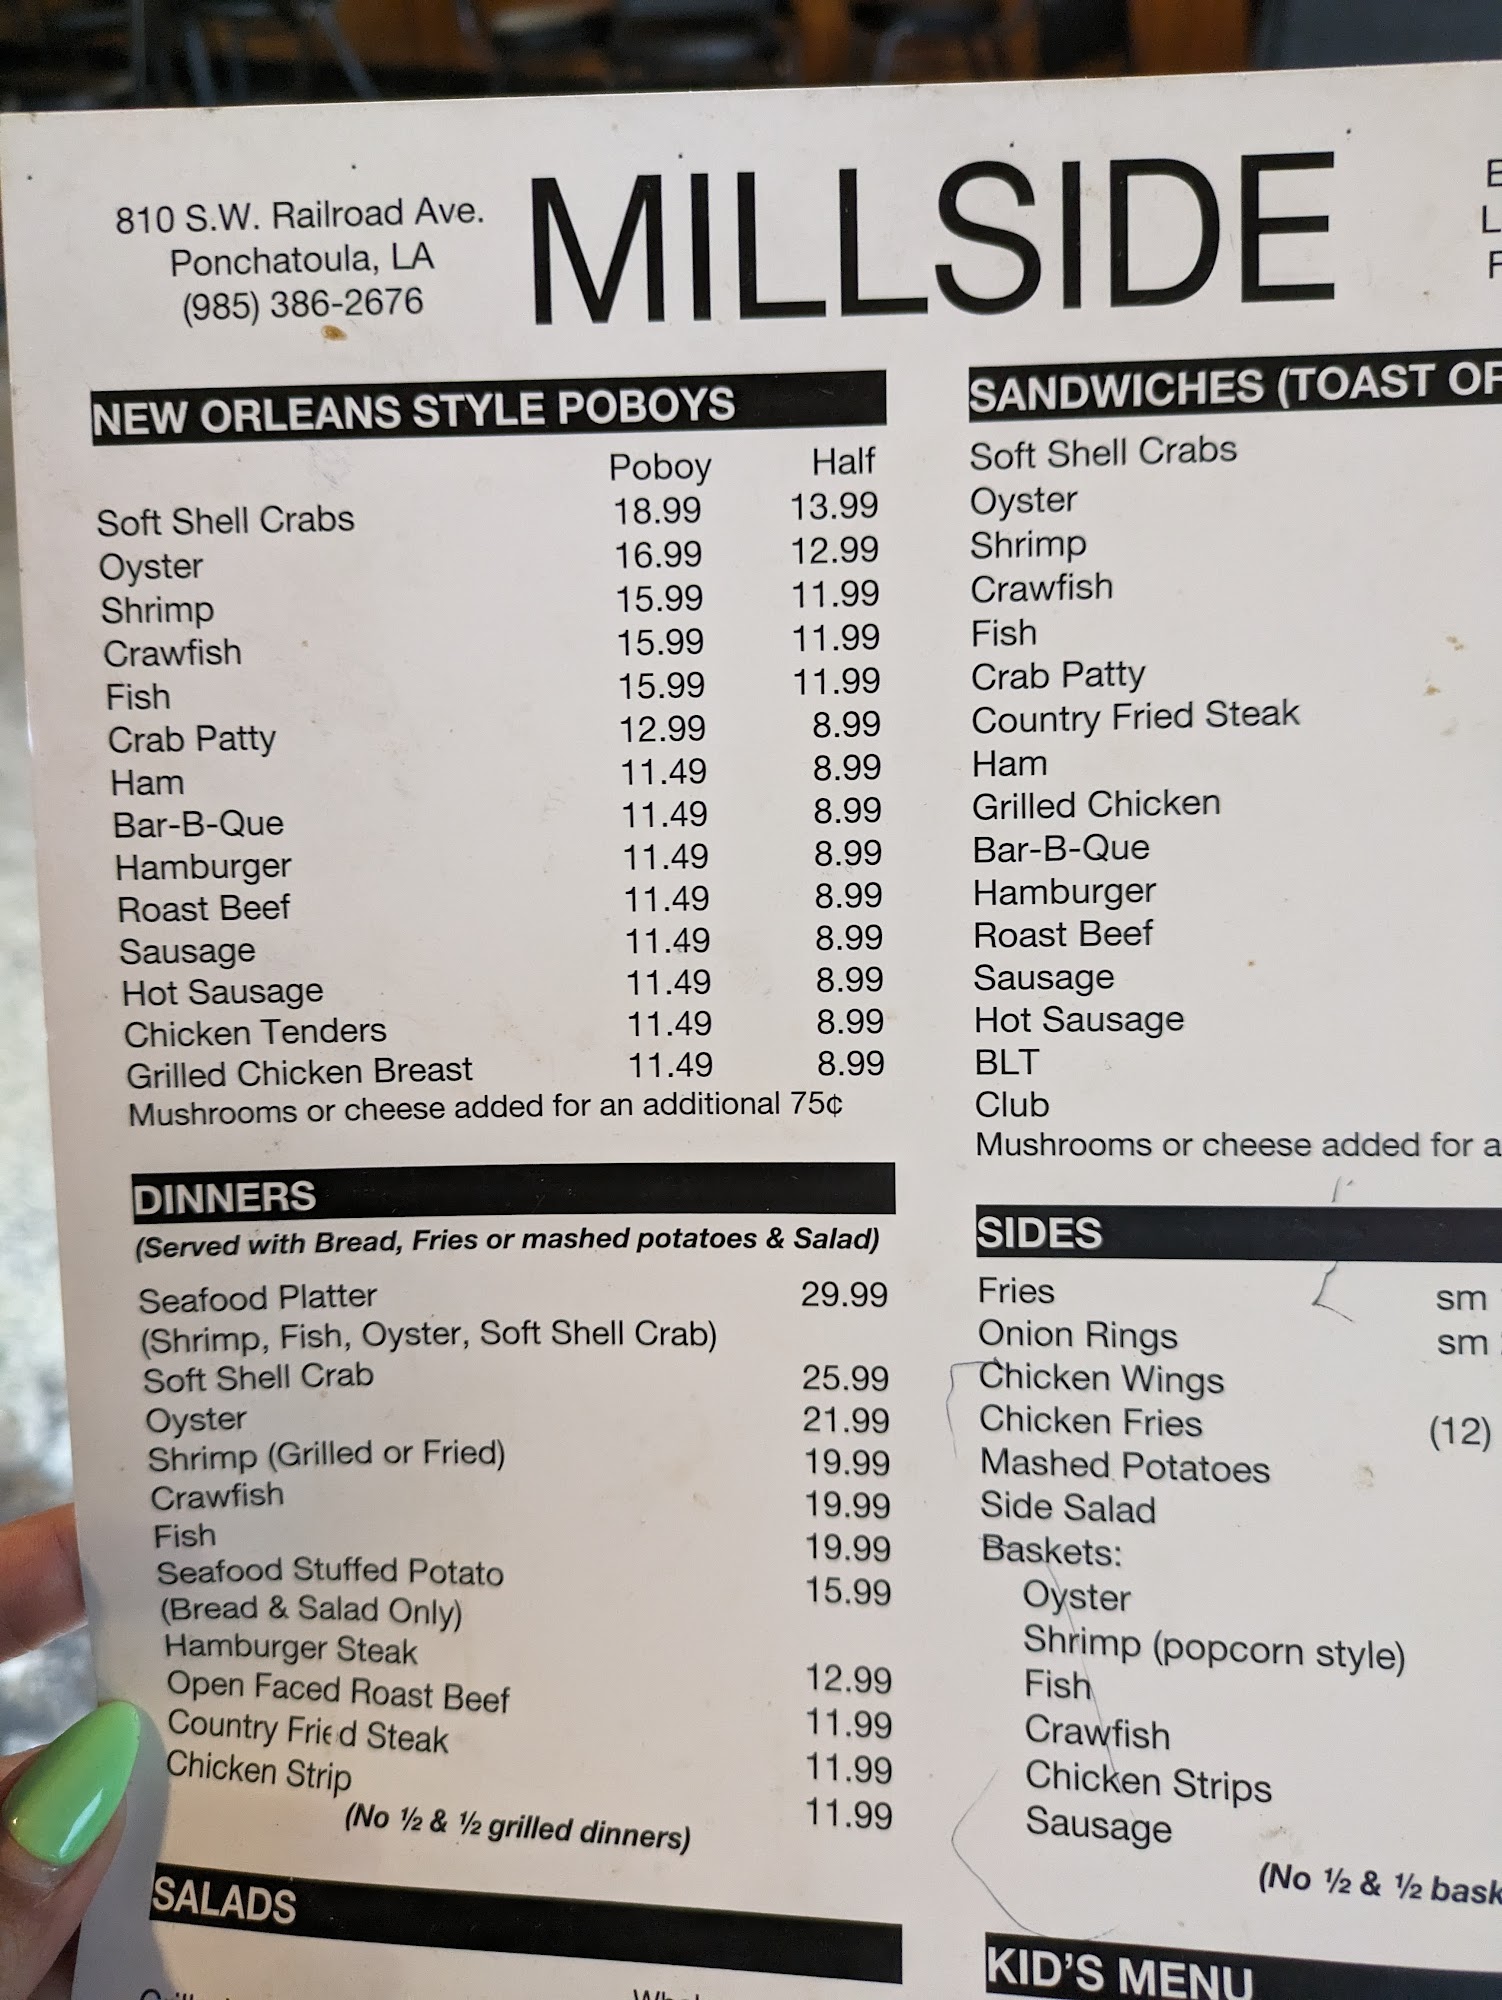 810 S.W. Railroad Ave.
Ponchatoula, LA
(985) 386-2676
MILLSIDE
NEW ORLEANS STYLE POBOYS
Poboy Half
Soft Shell Crabs 18.99 13.99
Oyster 16.99 12.99
Shrimp 15.99 11.99
Crawfish 15.99 11.99
Fish 15.99 11.99
Crab Patty 12.99 8.99
Ham 11.49 8.99
Bar-B-Que 11.49 8.99
Hamburger 11.49 8.99
Roast Beef 11.49 8.99
Sausage 11.49 8.99
Hot Sausage 11.49 8.99
Chicken Tenders 11.49 8.99
Grilled Chicken Breast 11.49 8.99
Mushrooms or cheese added for an additional 75¢
DINNERS
(Served with Bread, Fries or mashed potatoes & Salad)
Seafood Platter 29.99
(Shrimp, Fish, Oyster, Soft Shell Crab)
Soft Shell Crab 25.99
Oyster 21.99
Shrimp (Grilled or Fried) 19.99
Crawfish 19.99
Fish 19.99
Seafood Stuffed Potato 15.99
(Bread & Salad Only)
Hamburger Steak 12.99
Open Faced Roast Beef 11.99
Country Fried Steak 11.99
Chicken Strip 11.99
(No ½ & ½ grilled dinners)
SALADS
SANDWICHES (TOAST OR
Soft Shell Crabs
Oyster
Shrimp
Crawfish
Fish
Crab Patty
Country Fried Steak
Ham
Grilled Chicken
Bar-B-Que
Hamburger
Roast Beef
Sausage
Hot Sausage
BLT
Club
Mushrooms or cheese added for a
SIDES
Fries sm
Onion Rings sm
Chicken Wings
Chicken Fries (12)
Mashed Potatoes
Side Salad
Baskets:
Oyster
Shrimp (popcorn style)
Fish
Crawfish
Chicken Strips
Sausage
(No ½ & ½ bask
KID'S MENU